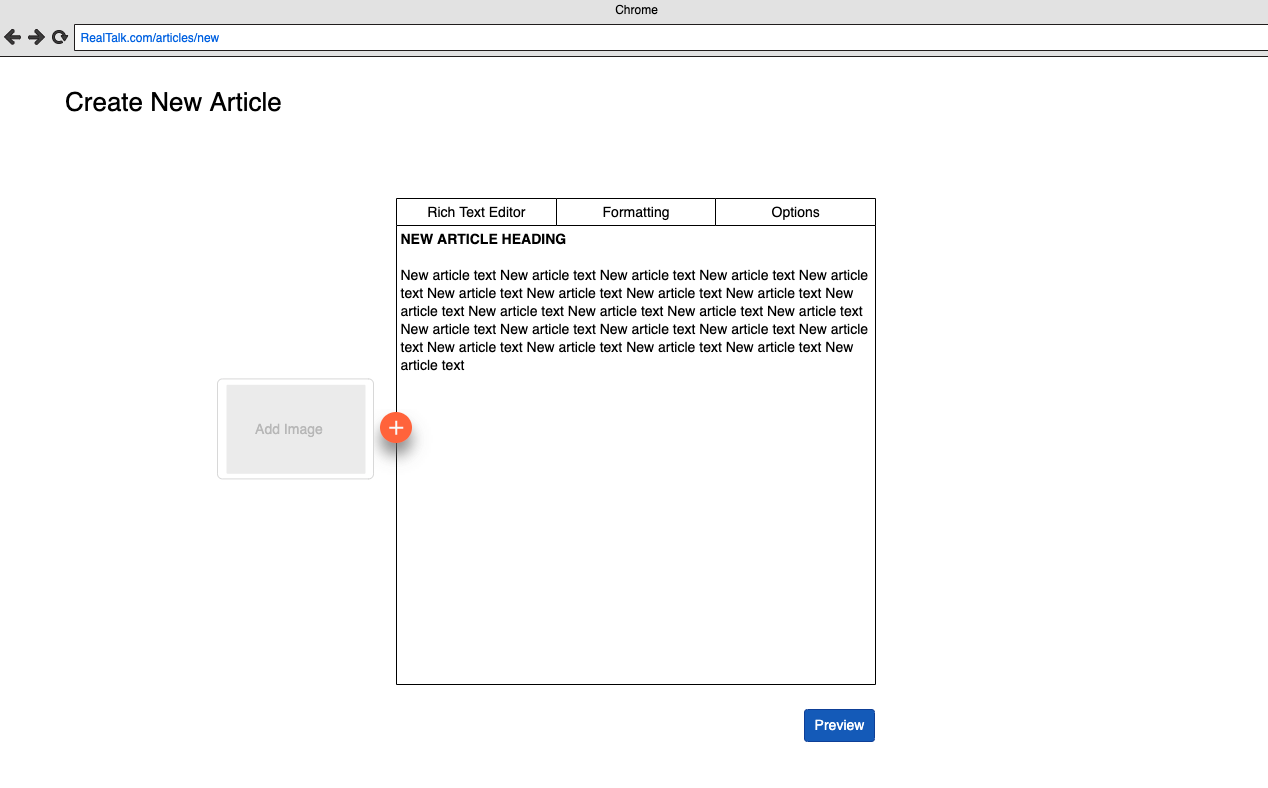 Chrome
RealTalk.com/articles/new
Create New Article
Rich Text Editor
Formatting
Options
NEW ARTICLE HEADING
New article text New article text New article text New article text New article
text New article text New article text New article text New article text New
article text New article text New article text New article text New article text
New article text New article text New article text New article text New article
text New article text New article text New article text New article text New
article text
Add Image
Preview